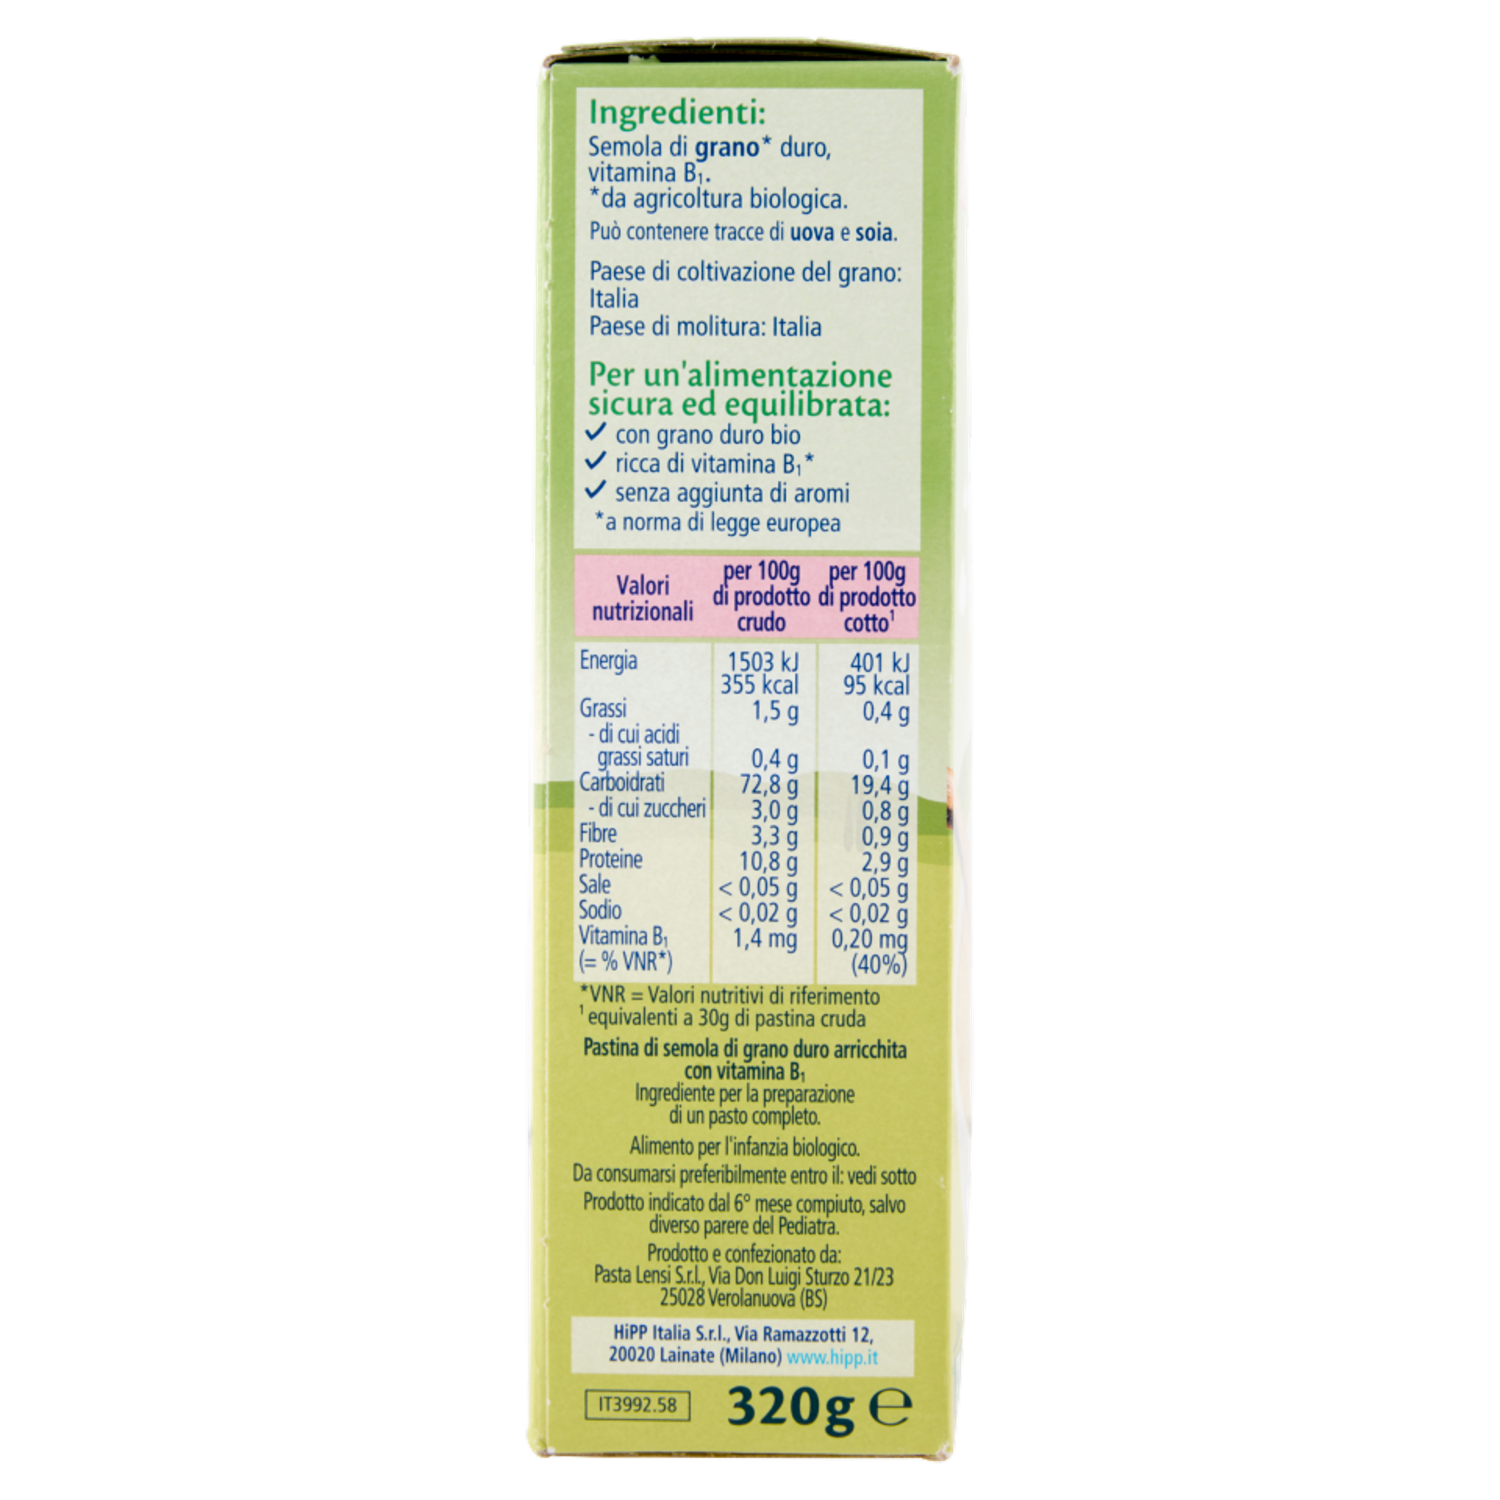 Ingredienti:
Semola di grano* duro,
vitamina B₁.
*da agricoltura biologica.
Può contenere tracce di uova e soia.
Paese di coltivazione del grano:
Italia
Paese di molitura: Italia
Per un'alimentazione
sicura ed equilibrata:
✓ con grano duro bio
✓ ricca di vitamina B₁*
✓ senza aggiunta di aromi
*a norma di legge europea
Valori nutrizionali per 100g di prodotto crudo per 100g di prodotto cotto¹
Energia 1503 kJ 401 kJ
355 kcal 95 kcal
Grassi 1,5 g 0,4 g
- di cui acidi
grassi saturi 0,4 g 0,1 g
Carboidrati 72,8 g 19,4 g
- di cui zuccheri 3,0 g 0,8 g
Fibre 3,3 g 0,9 g
Proteine 10,8 g 2,9 g
Sale < 0,05 g < 0,05 g
Sodio < 0,02 g < 0,02 g
Vitamina B₁ 1,4 mg 0,20 mg
(= % VNR*) (40%)
*VNR = Valori nutritivi di riferimento
¹ equivalenti a 30g di pastina cruda
Pastina di semola di grano duro arricchita
con vitamina B₁
Ingrediente per la preparazione
di un pasto completo.
Alimento per l'infanzia biologico.
Da consumarsi preferibilmente entro il: vedi sotto
Prodotto indicato dal 6° mese compiuto, salvo
diverso parere del Pediatra.
Prodotto e confezionato da:
Pasta Lensi S.r.l., Via Don Luigi Sturzo 21/23
25028 Verolanuova (BS)
HiPP Italia S.r.l., Via Ramazzotti 12,
20020 Lainate (Milano) www.hipp.it
IT3992.58 320g ℮